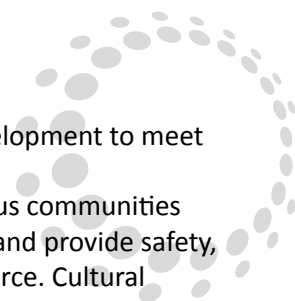 elopment to meet
us communities
and provide safety,
rce. Cultural